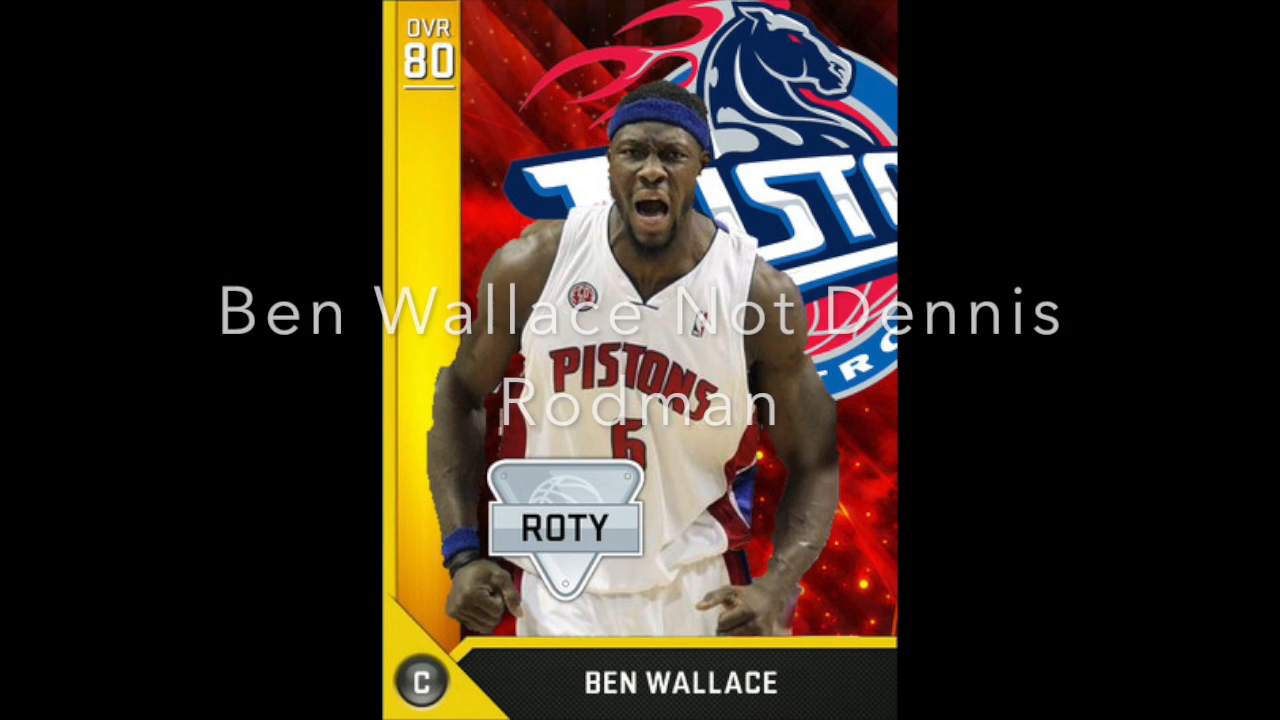 OVR
80
Ben Wallace Not Dennis
Rodman
PISTONS
6
ROTY
C
BEN WALLACE